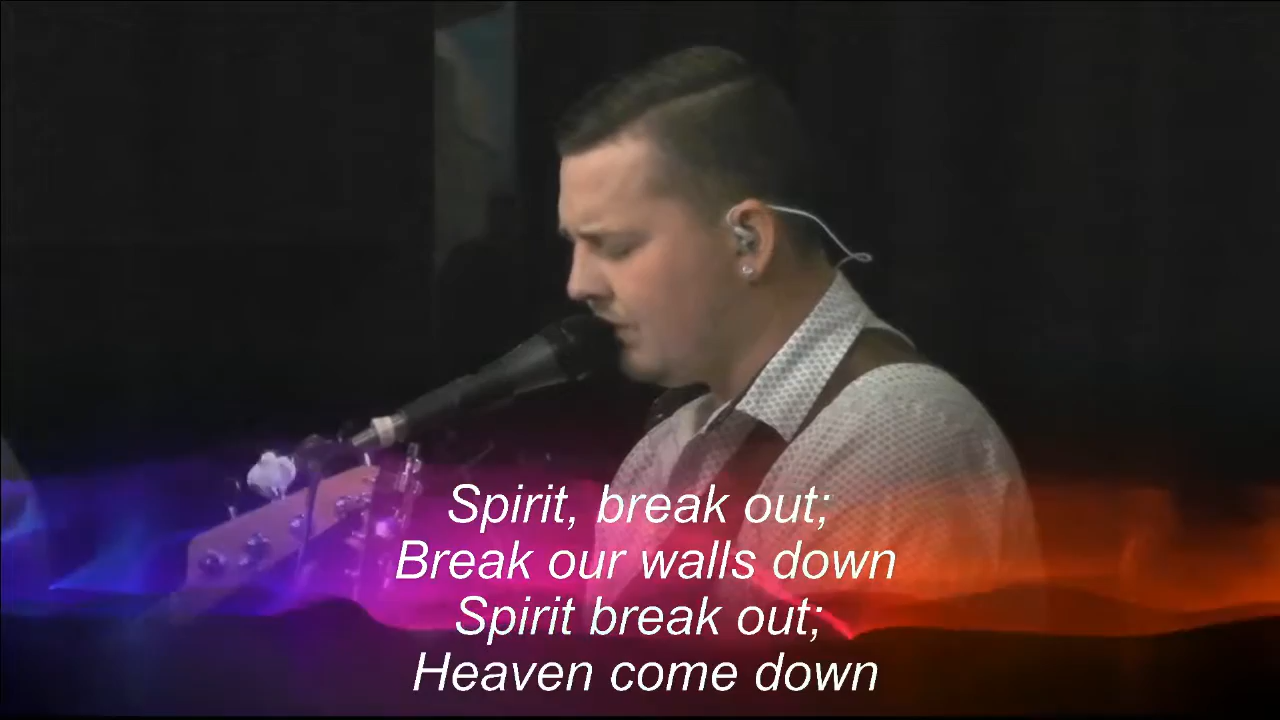 Spirit, break out;
Break our walls down
Spirit break out;
Heaven come down